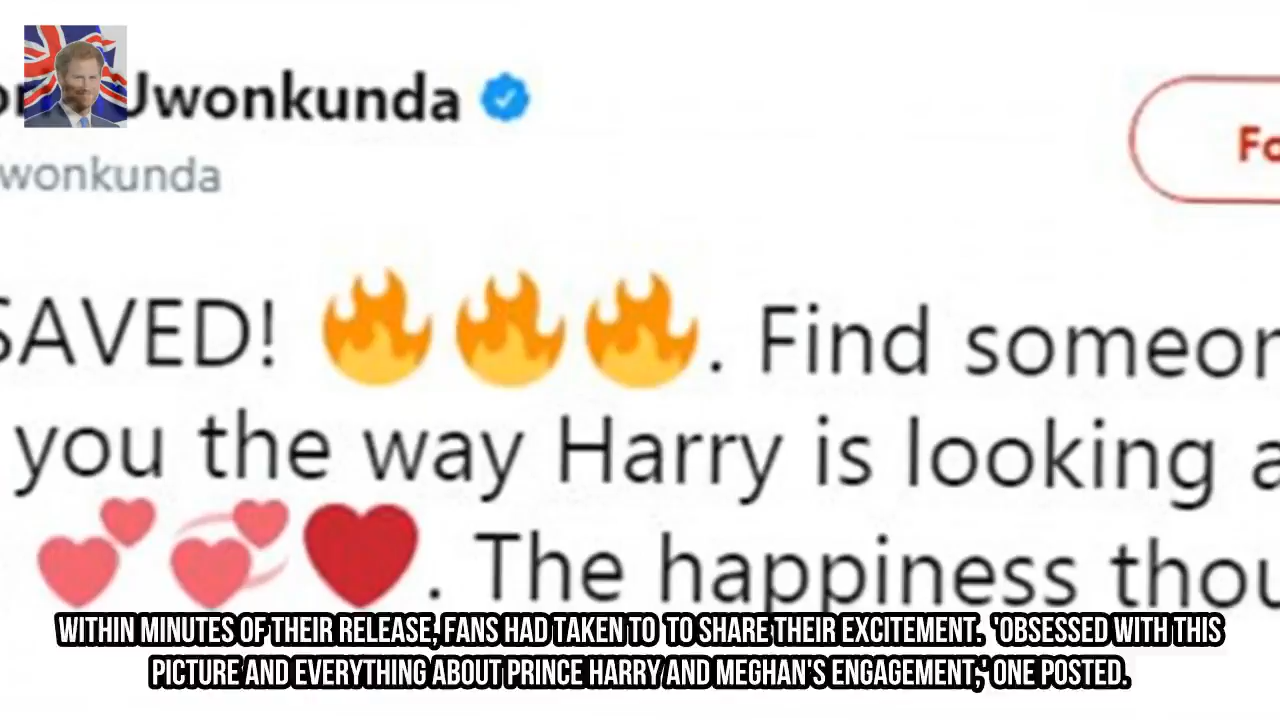 Uwonkunda
wonkunda
Fo
SAVED! 🔥🔥🔥. Find someon
you the way Harry is looking a
💕💞❤️. The happiness thou
WITHIN MINUTES OF THEIR RELEASE, FANS HAD TAKEN TO TO SHARE THEIR EXCITEMENT. 'OBSESSED WITH THIS
PICTURE AND EVERYTHING ABOUT PRINCE HARRY AND MEGHAN'S ENGAGEMENT,' ONE POSTED.